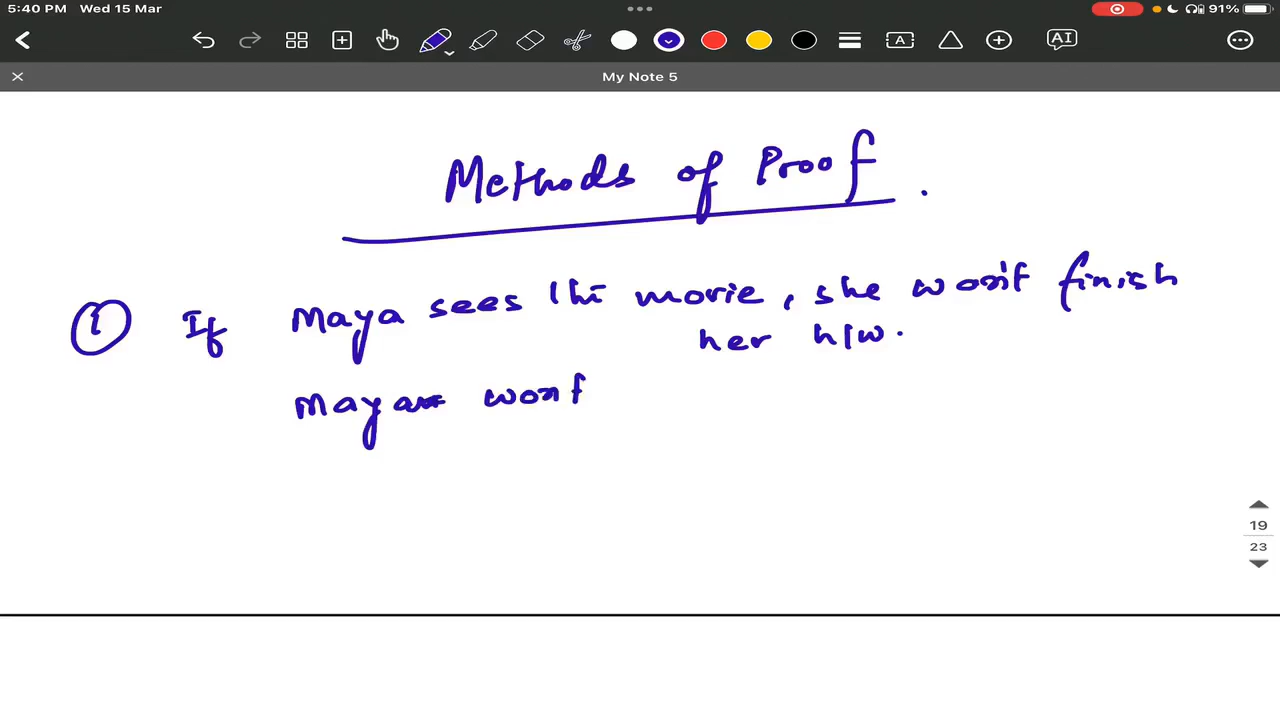 5:40 PM Wed 15 Mar
91%
A
AI
My Note 5
Methods of Proof.
① If Maya sees the movie, she won't finish
her h/w.
Maya won't
19
23